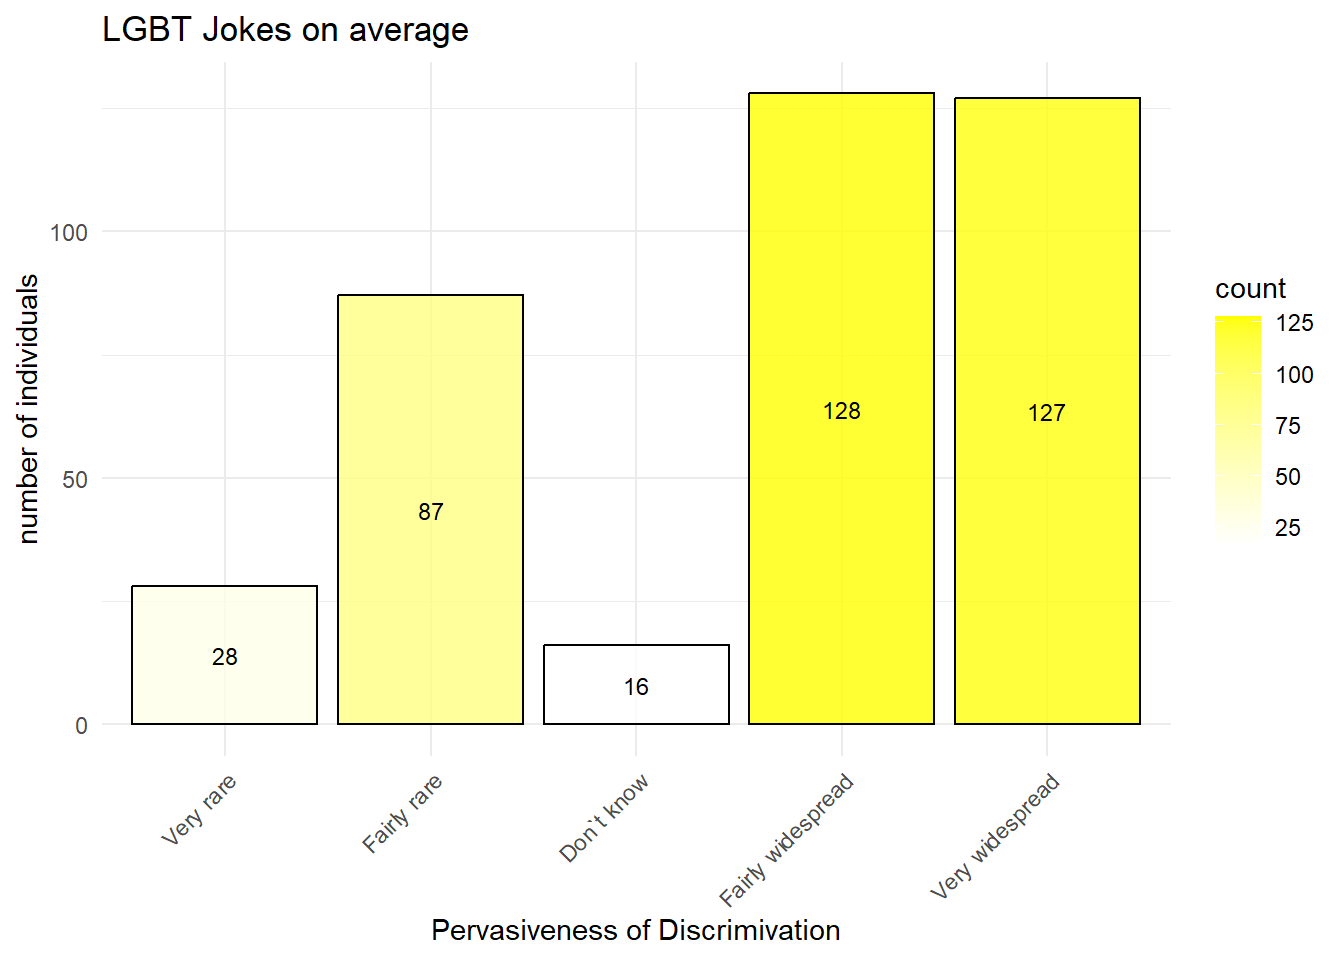 LGBT Jokes on average
number of individuals
100
50
0
28
87
16
128
127
Very rare
Fairly rare
Don`t know
Fairly widespread
Very widespread
Pervasiveness of Discrimivation
count
125
100
75
50
25